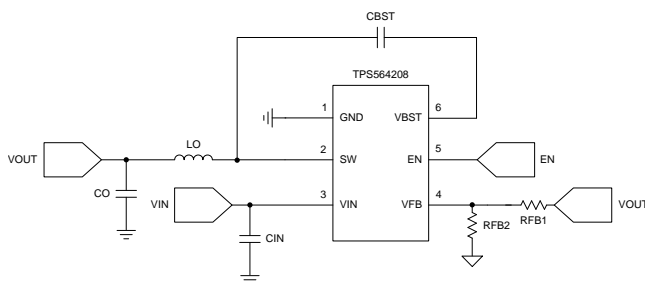 CBST
TPS564208
1 GND VBST 6
LO
VOUT 2 SW EN 5 EN
CO
VIN 3 VIN VFB 4 VOUT
RFB2 RFB1
CIN